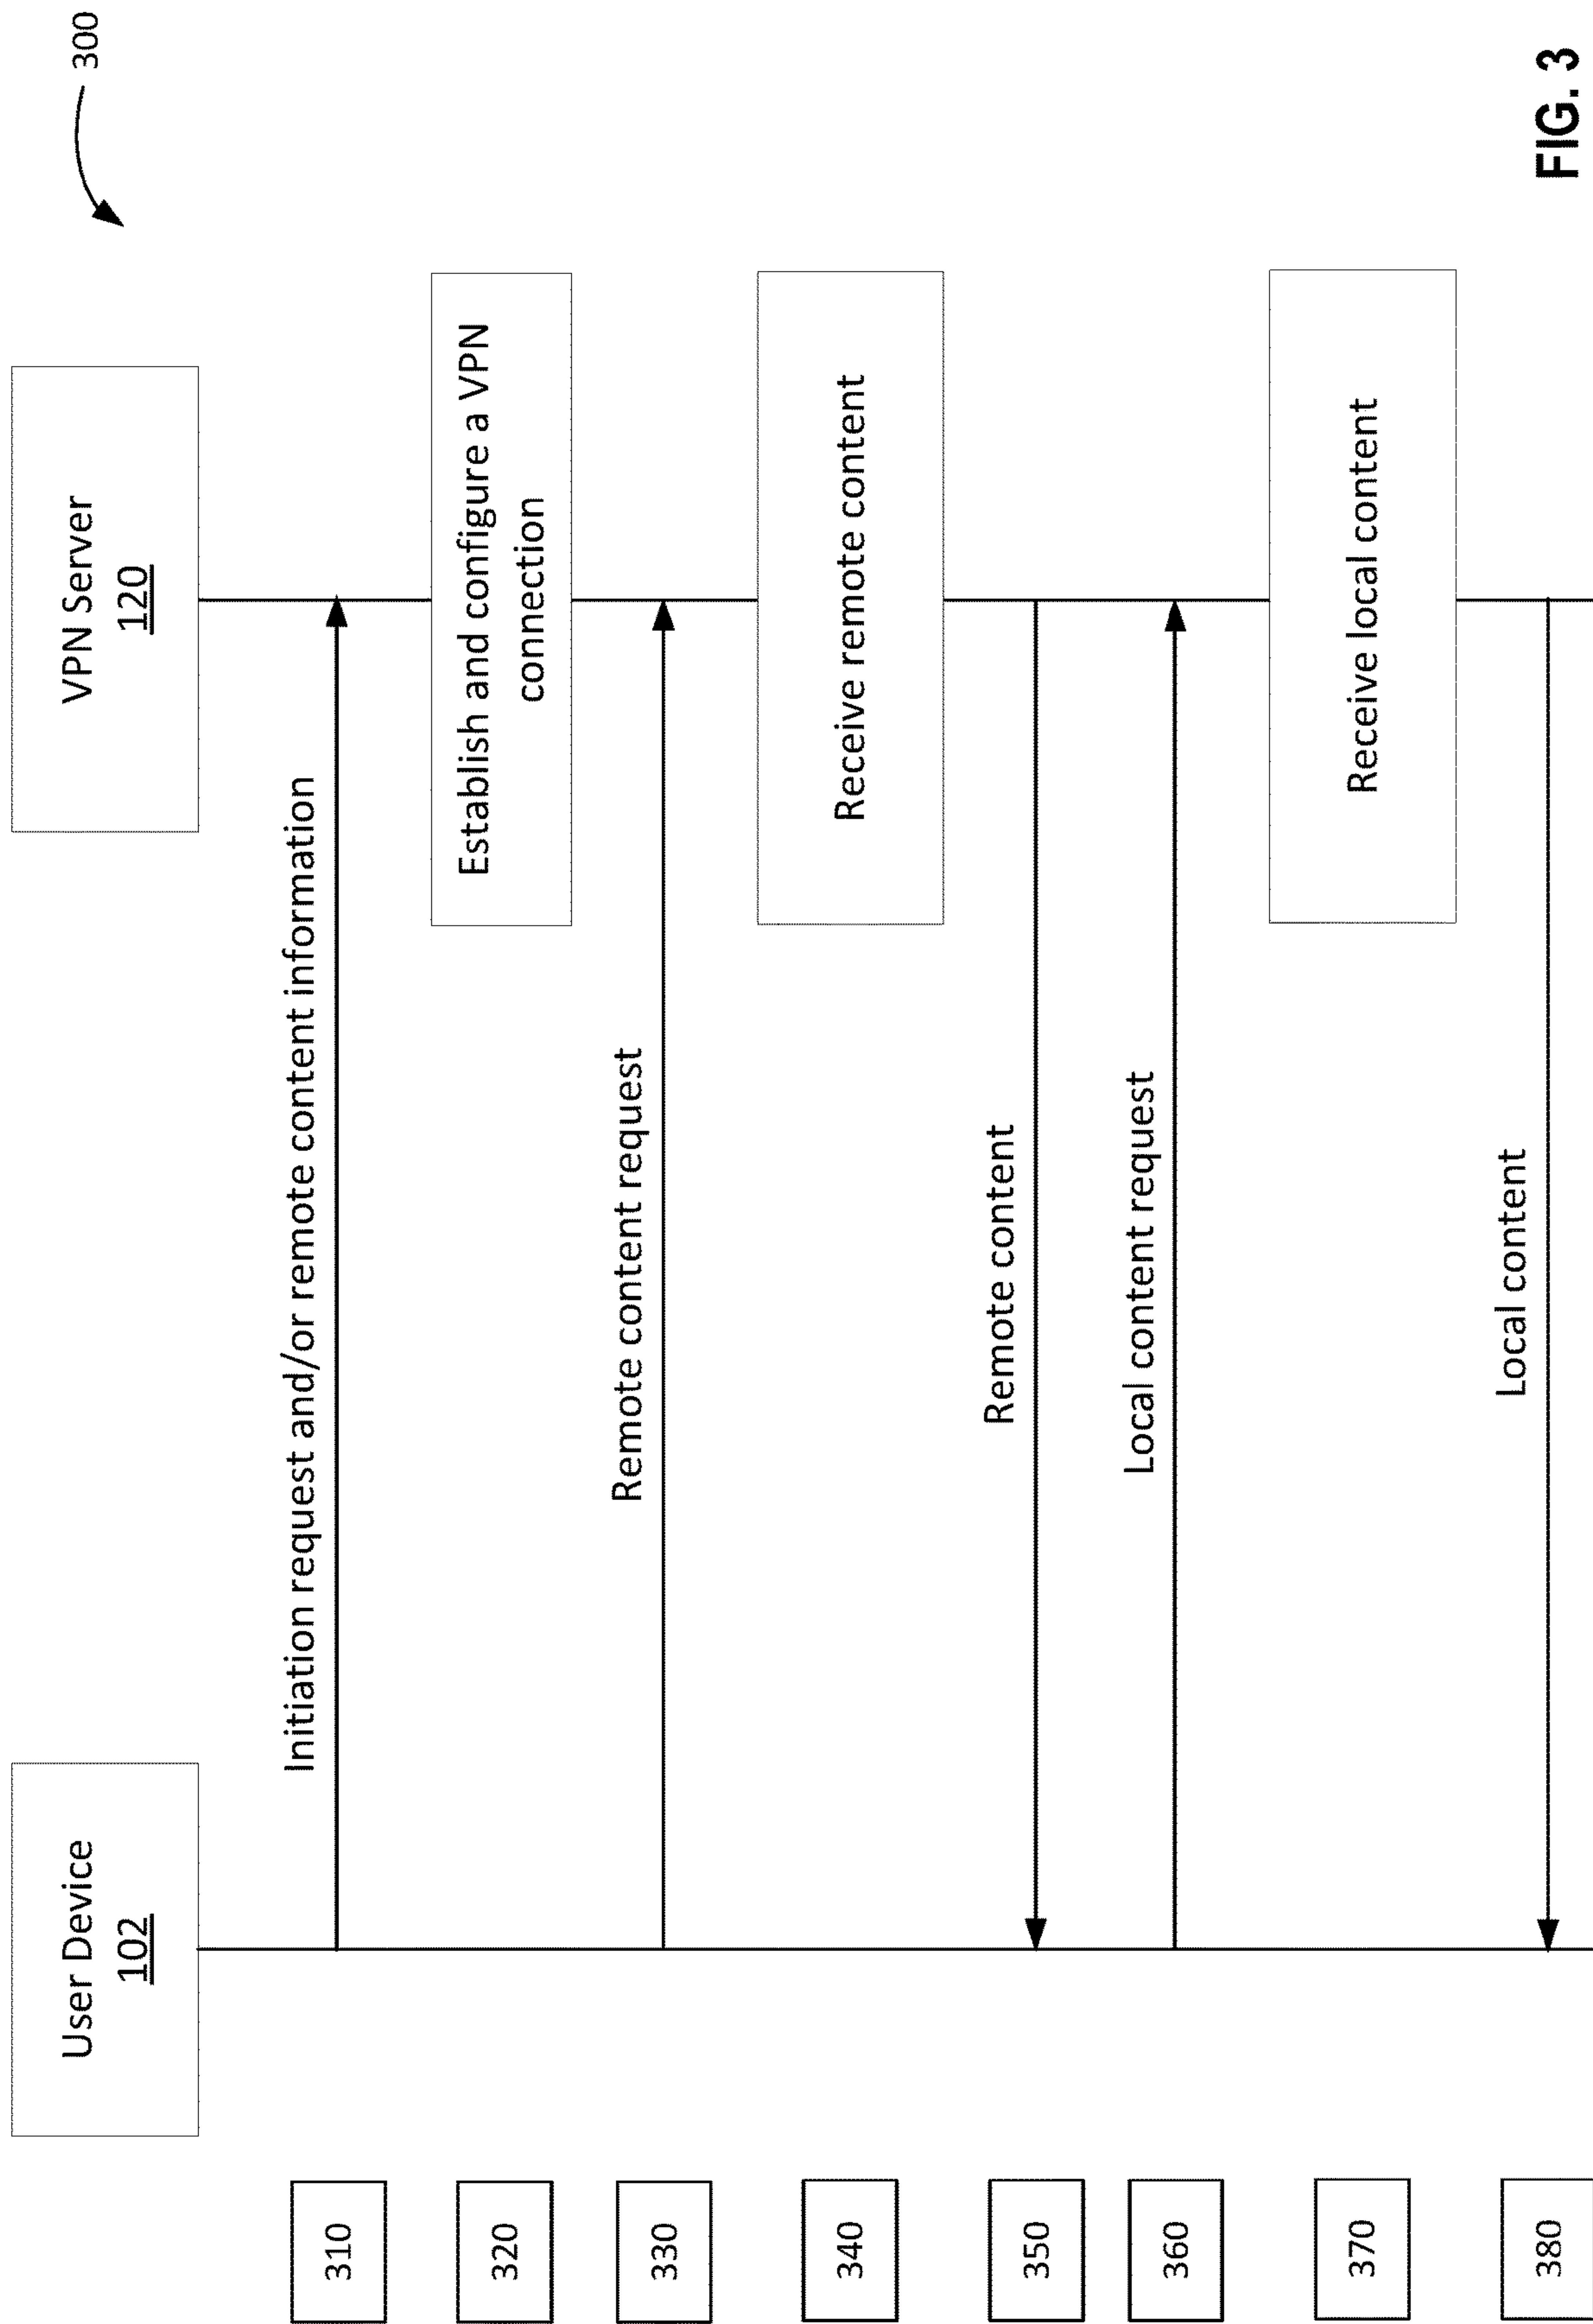 300
User Device
102
VPN Server
120
310
Initiation request and/or remote content information
320
Establish and configure a VPN
connection
330
Remote content request
340
Receive remote content
350
Remote content
360
Local content request
370
Receive local content
380
Local content
FIG. 3